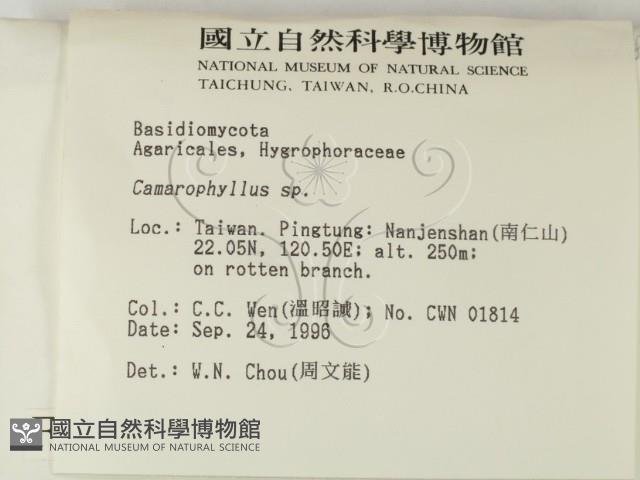 國立自然科學博物館
NATIONAL MUSEUM OF NATURAL SCIENCE
TAICHUNG, TAIWAN, R.O.CHINA
Basidiomycota
Agaricales, Hygrophoraceae
Camarophyllus sp.
Loc.: Taiwan. Pingtung: Nanjenshan(南仁山)
22.05N, 120.50E; alt. 250m;
on rotten branch.
Col.: C.C. Wen(溫昭誠); No. CWN 01814
Date: Sep. 24, 1996
Det.: W.N. Chou(周文能)
國立自然科學博物館
NATIONAL MUSEUM OF NATURAL SCIENCE